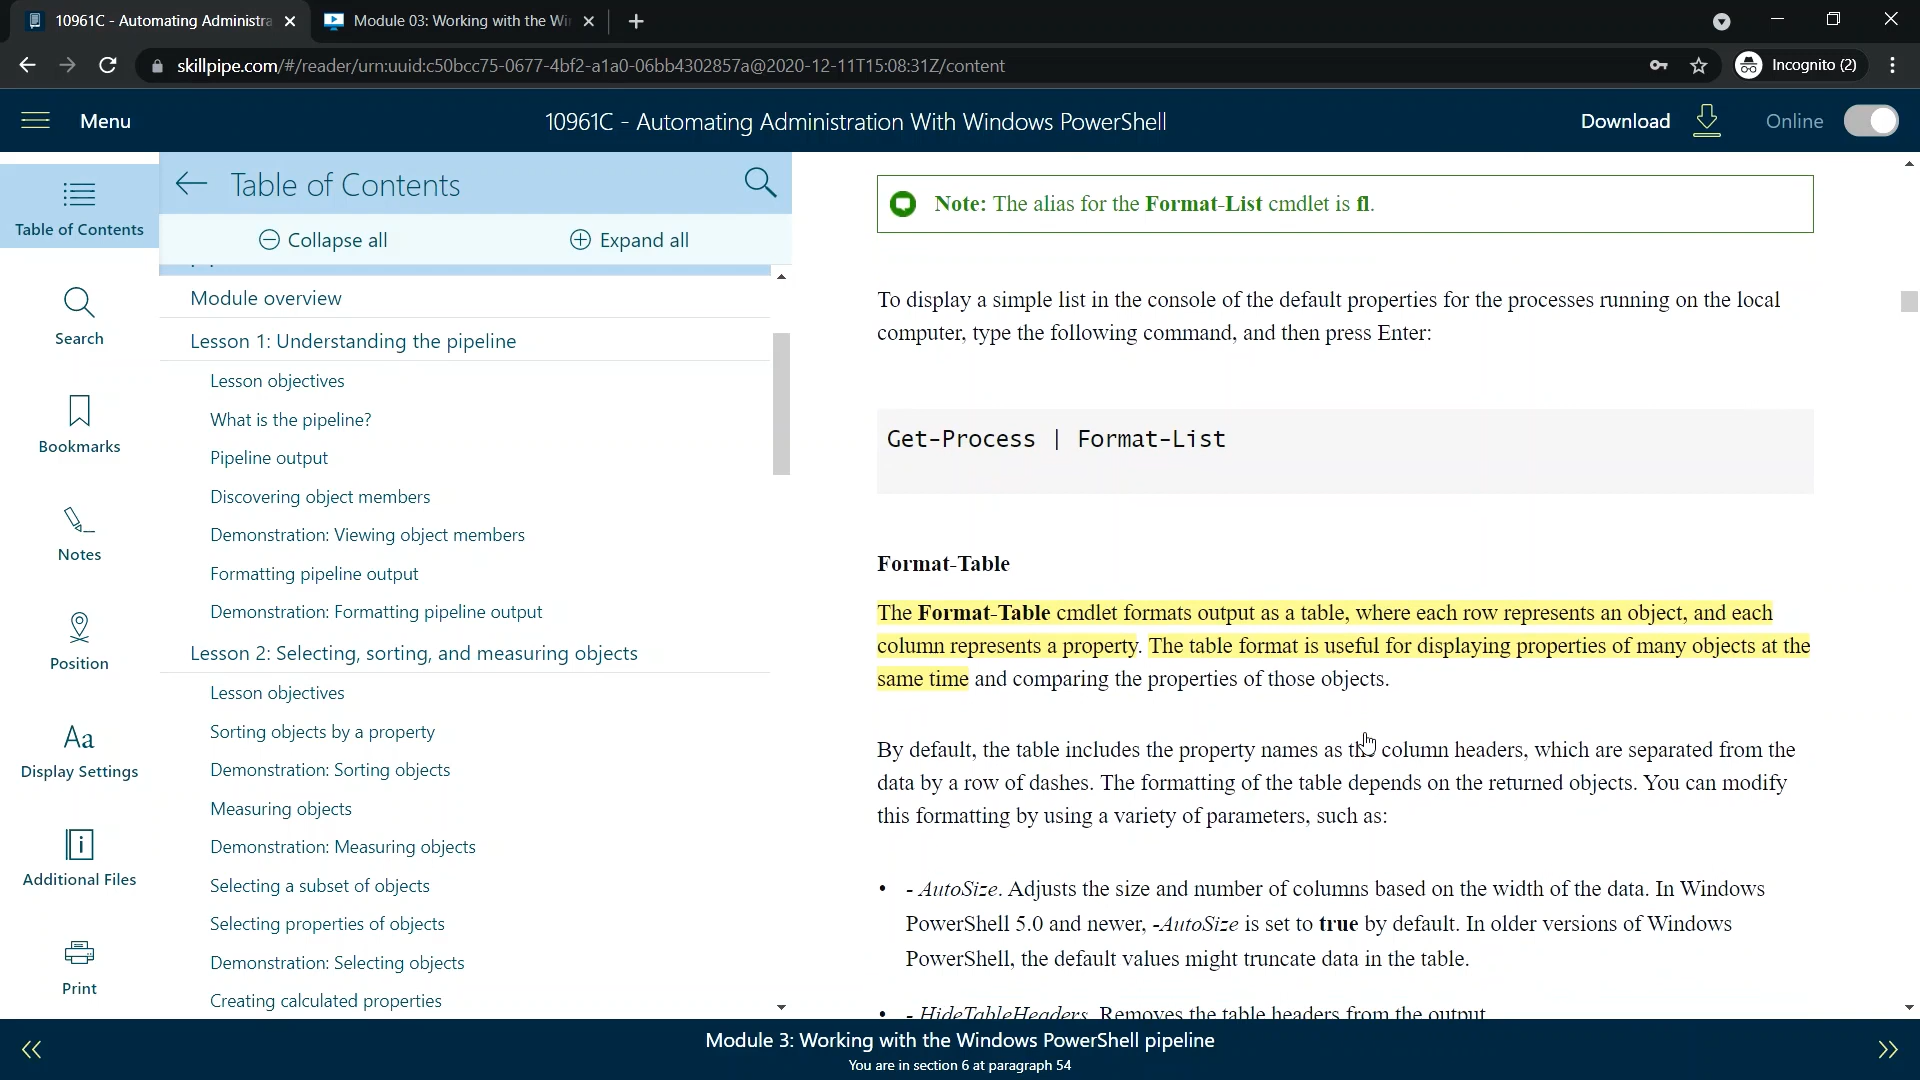 10961C - Automating Administra
Module 03: Working with the Wi
skillpipe.com/#/reader/urn:uuid:c50bcc75-0677-4bf2-a1a0-06bb4302857a@2020-12-11T15:08:31Z/content
Incognito (2)
Menu
10961C - Automating Administration With Windows PowerShell
Download
Online
Table of Contents
Search
Bookmarks
Notes
Position
Aa
Display Settings
Additional Files
Print
Table of Contents
Collapse all
Expand all
Module overview
Lesson 1: Understanding the pipeline
Lesson objectives
What is the pipeline?
Pipeline output
Discovering object members
Demonstration: Viewing object members
Formatting pipeline output
Demonstration: Formatting pipeline output
Lesson 2: Selecting, sorting, and measuring objects
Lesson objectives
Sorting objects by a property
Demonstration: Sorting objects
Measuring objects
Demonstration: Measuring objects
Selecting a subset of objects
Selecting properties of objects
Demonstration: Selecting objects
Creating calculated properties
Note: The alias for the Format-List cmdlet is fl.
To display a simple list in the console of the default properties for the processes running on the local
computer, type the following command, and then press Enter:
Get-Process | Format-List
Format-Table
The Format-Table cmdlet formats output as a table, where each row represents an object, and each
column represents a property. The table format is useful for displaying properties of many objects at the
same time and comparing the properties of those objects.
By default, the table includes the property names as the column headers, which are separated from the
data by a row of dashes. The formatting of the table depends on the returned objects. You can modify
this formatting by using a variety of parameters, such as:
• - AutoSize. Adjusts the size and number of columns based on the width of the data. In Windows
PowerShell 5.0 and newer, -AutoSize is set to true by default. In older versions of Windows
PowerShell, the default values might truncate data in the table.
• - HideTableHeaders. Removes the table headers from the output
Module 3: Working with the Windows PowerShell pipeline
You are in section 6 at paragraph 54